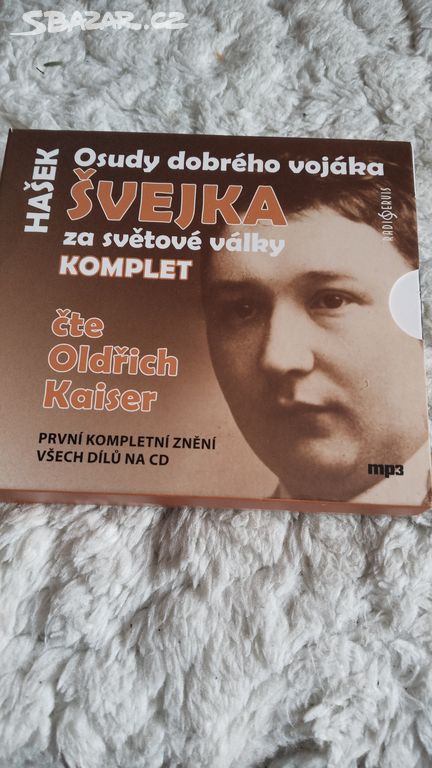 SBAZAR.CZ
HAŠEK
Osudy dobrého vojáka
ŠVEJKA
za světové války
KOMPLET
RADIOSERVIS
čte
Oldřich
Kaiser
PRVNÍ KOMPLETNÍ ZNĚNÍ
VŠECH DÍLŮ NA CD
mp3